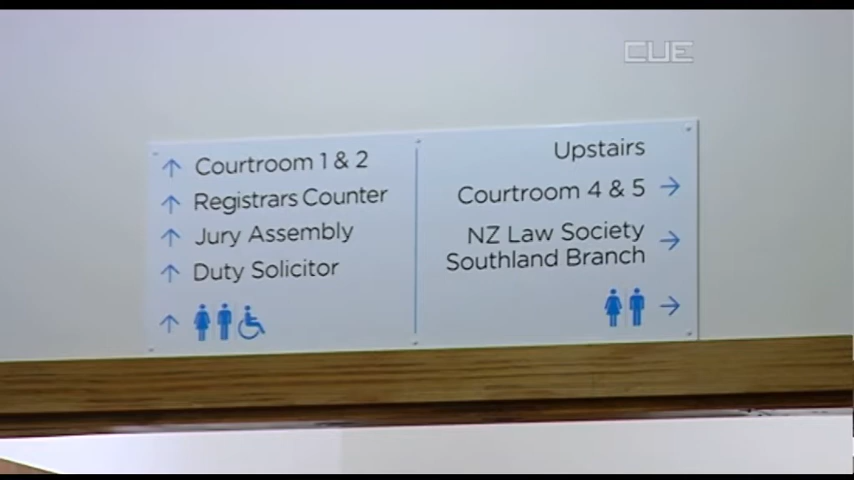 CUE
Courtroom 1 & 2
Registrars Counter
Jury Assembly
Duty Solicitor
Upstairs
Courtroom 4 & 5
NZ Law Society
Southland Branch